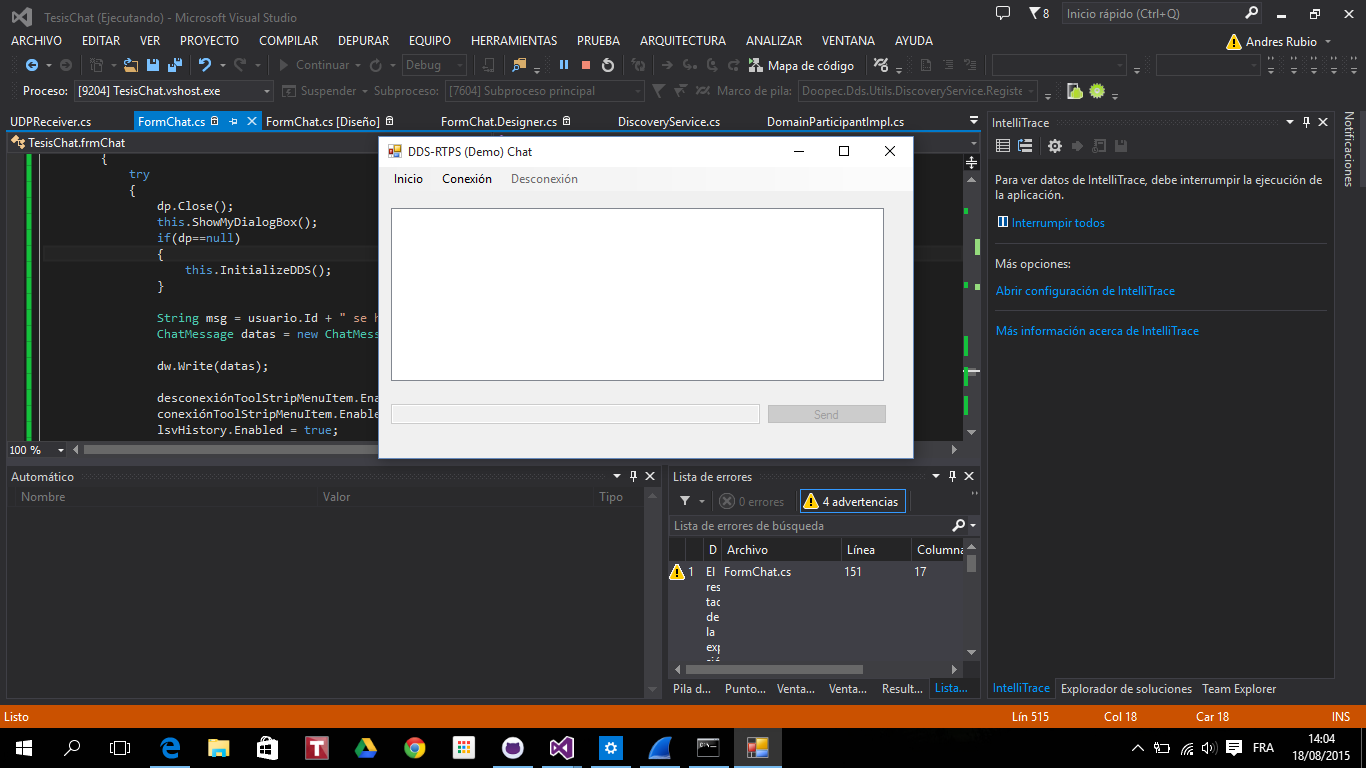 TesisChat (Ejecutando) - Microsoft Visual Studio
8
Inicio rápido (Ctrl+Q)
ARCHIVO EDITAR VER PROYECTO COMPILAR DEPURAR EQUIPO HERRAMIENTAS PRUEBA ARQUITECTURA ANALIZAR VENTANA AYUDA
Andres Rubio
Continuar Debug Mapa de código
Proceso: [9204] TesisChat.vshost.exe Suspender Subproceso: [7604] Subproceso principal Marco de pila: Doopec.Dds.Utils.DiscoveryService.Registe
UDPReceiver.cs FormChat.cs FormChat.cs [Diseño] FormChat.Designer.cs DiscoveryService.cs DomainParticipantImpl.cs
TesisChat.frmChat
{
try
{
dp.Close();
this.ShowMyDialogBox();
if(dp==null)
{
this.InitializeDDS();
}
String msg = usuario.Id + " se h
ChatMessage datas = new ChatMess
dw.Write(datas);
desconexiónToolStripMenuItem.Ena
conexiónToolStripMenuItem.Enable
lsvHistory.Enabled = true;
100 %
DDS-RTPS (Demo) Chat
Inicio Conexión Desconexión
Send
IntelliTrace
Para ver datos de IntelliTrace, debe interrumpir la ejecución de
la aplicación.
Interrumpir todos
Más opciones:
Abrir configuración de IntelliTrace
Más información acerca de IntelliTrace
Notificaciones
Automático
Nombre Valor Tipo
Lista de errores
0 errores 4 advertencias
Lista de errores de búsqueda
D Archivo Línea Columna
1 El FormChat.cs 151 17
res
tac
de
la
exp
Pila d... Punto... Venta... Venta... Result... Lista...
IntelliTrace Explorador de soluciones Team Explorer
Listo Lín 515 Col 18 Car 18 INS
T
FRA
14:04
18/08/2015